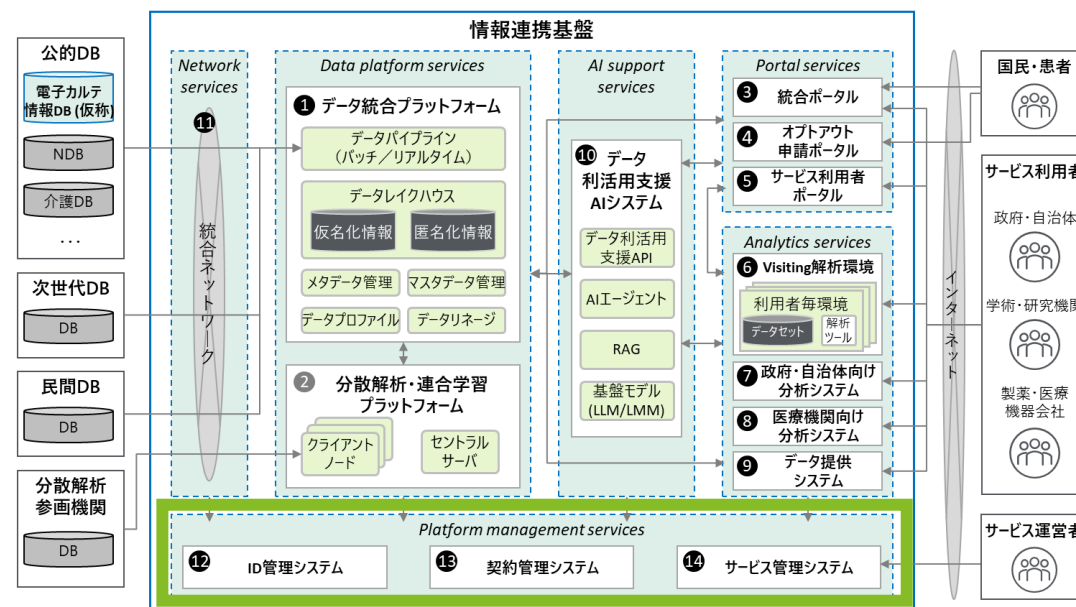 情報連携基盤
公的DB
電子カルテ
情報DB (仮称)
NDB
介護DB
...
次世代DB
DB
民間DB
DB
分散解析
参画機関
DB
Network
services
⓫
統合ネットワーク
Data platform services
❶ データ統合プラットフォーム
データパイプライン
（バッチ／リアルタイム）
データレイクハウス
仮名化情報
匿名化情報
メタデータ管理
マスタデータ管理
データプロファイル
データリネージ
❷ 分散解析・連合学習
プラットフォーム
クライアント
ノード
セントラル
サーバ
AI support
services
❿ データ
利活用支援
AIシステム
データ利活用
支援API
AIエージェント
RAG
基盤モデル
(LLM/LMM)
Portal services
❸ 統合ポータル
❹ オプトアウト
申請ポータル
❺ サービス利用者
ポータル
Analytics services
❻ Visiting解析環境
利用者毎環境
データセット
解析
ツール
❼ 政府・自治体向け
分析システム
❽ 医療機関向け
分析システム
❾ データ提供
システム
Platform management services
⓬ ID管理システム
⓭ 契約管理システム
⓮ サービス管理システム
インターネット
国民・患者
サービス利用者
政府・自治体
学術・研究機関
製薬・医療
機器会社
サービス運営者